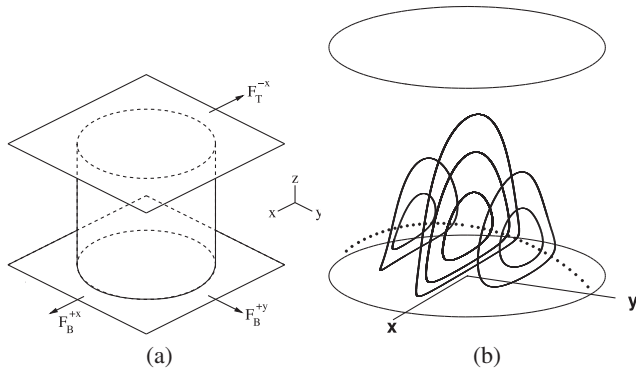 F_T^{-x}
z
x y
F_B^{+x} F_B^{+y}
(a)
x y
(b)